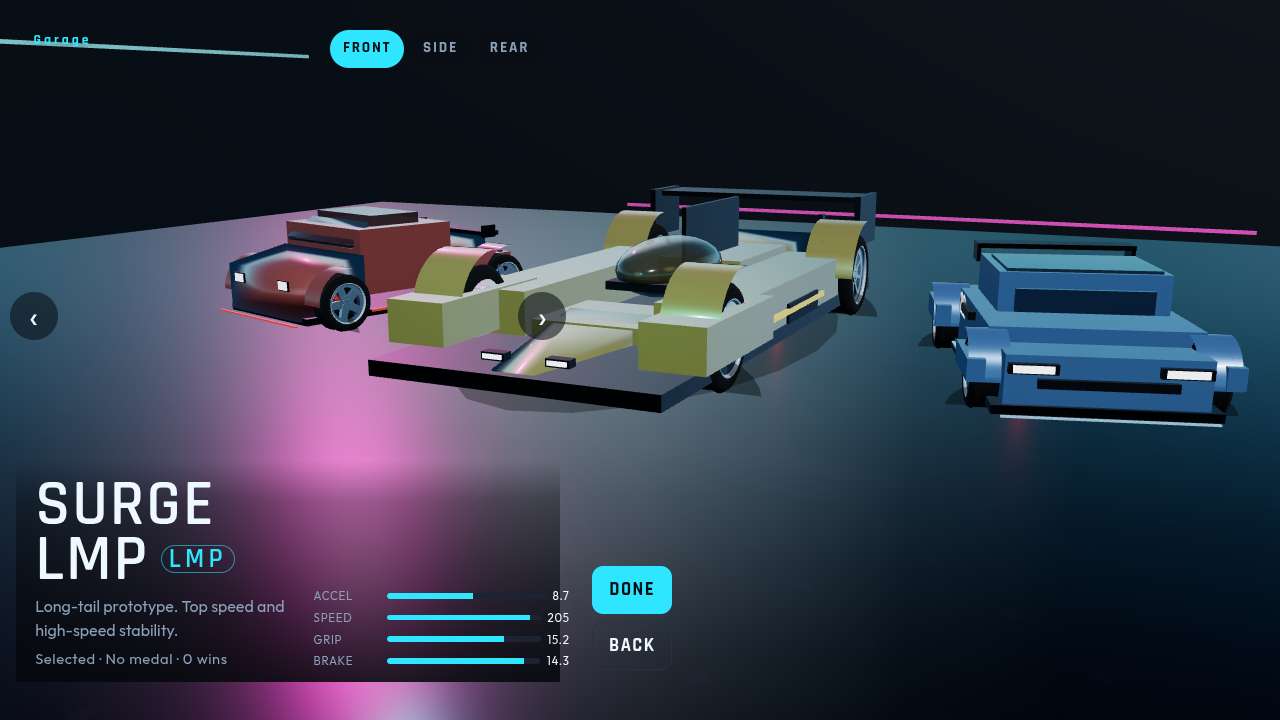 Garage
FRONT SIDE REAR
‹ ›
SURGE
LMP LMP
Long-tail prototype. Top speed and
high-speed stability.
Selected · No medal · 0 wins
ACCEL 8.7
SPEED 205
GRIP 15.2
BRAKE 14.3
DONE
BACK